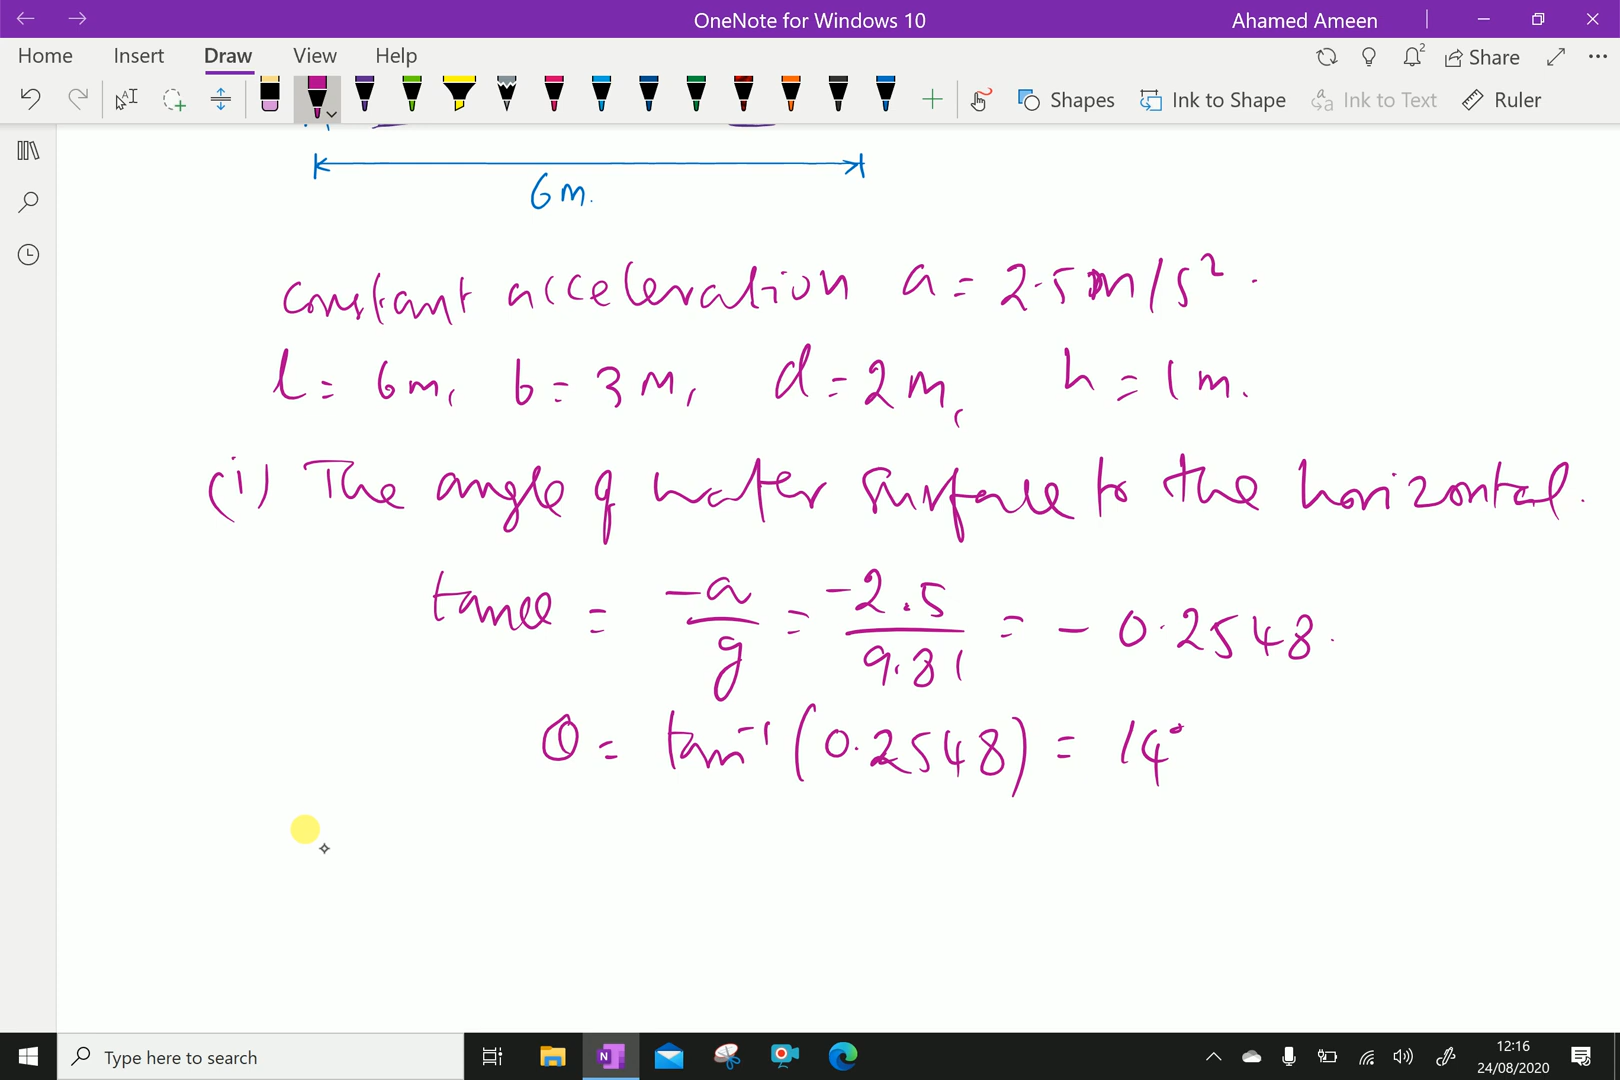 OneNote for Windows 10
Ahamed Ameen
Home Insert Draw View Help
2
Share
Shapes Ink to Shape Ink to Text Ruler
6m.
constant acceleration a = 2.5 m/s².
l = 6m, b = 3m, d = 2m, h = 1m.
(i) The angle of water surface to the horizontal.
tanθ = -a/g = -2.5/9.81 = -0.2548.
θ = tan⁻¹(0.2548) = 14°
Type here to search
12:16
24/08/2020